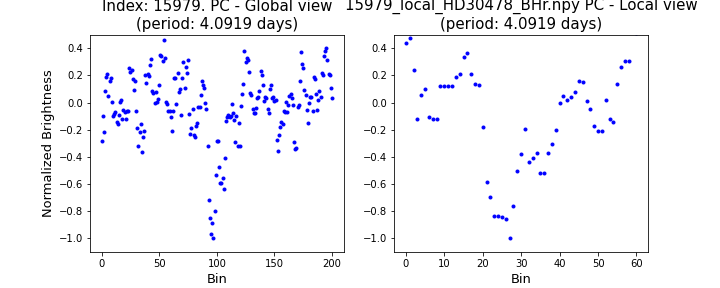 Index: 15979. PC - Global view
(period: 4.0919 days)
15979_local_HD30478_BHr.npy PC - Local view
(period: 4.0919 days)
Normalized Brightness
0.4
0.2
0.0
−0.2
−0.4
−0.6
−0.8
−1.0
0 50 100 150 200
Bin
0.4
0.2
0.0
−0.2
−0.4
−0.6
−0.8
−1.0
0 10 20 30 40 50 60
Bin